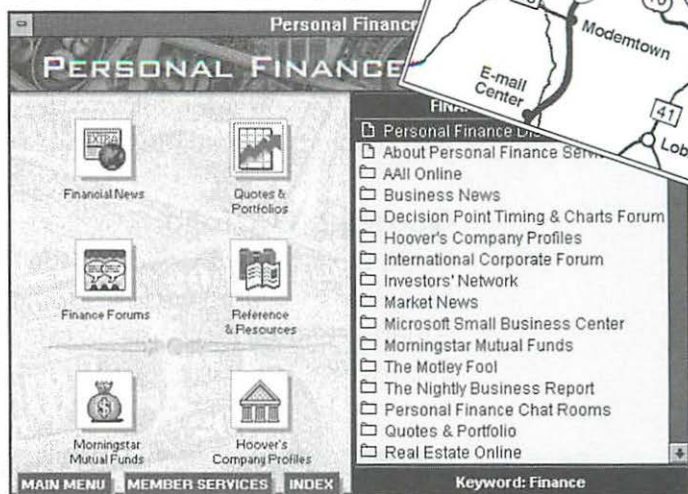 Personal Finance
PERSONAL FINANCE
Modemtown
E-mail
Center
41
Financial News
EXTRA
Quotes &
Portfolios
Finance Forums
Reference
& Resources
Morningstar
Mutual Funds
Hoover's
Company Profiles
MAIN MENU
MEMBER SERVICES
INDEX
Personal Finance
About Personal Finance
AAII Online
Business News
Decision Point Timing & Charts Forum
Hoover's Company Profiles
International Corporate Forum
Investors' Network
Market News
Microsoft Small Business Center
Morningstar Mutual Funds
The Motley Fool
The Nightly Business Report
Personal Finance Chat Rooms
Quotes & Portfolio
Real Estate Online
Keyword: Finance